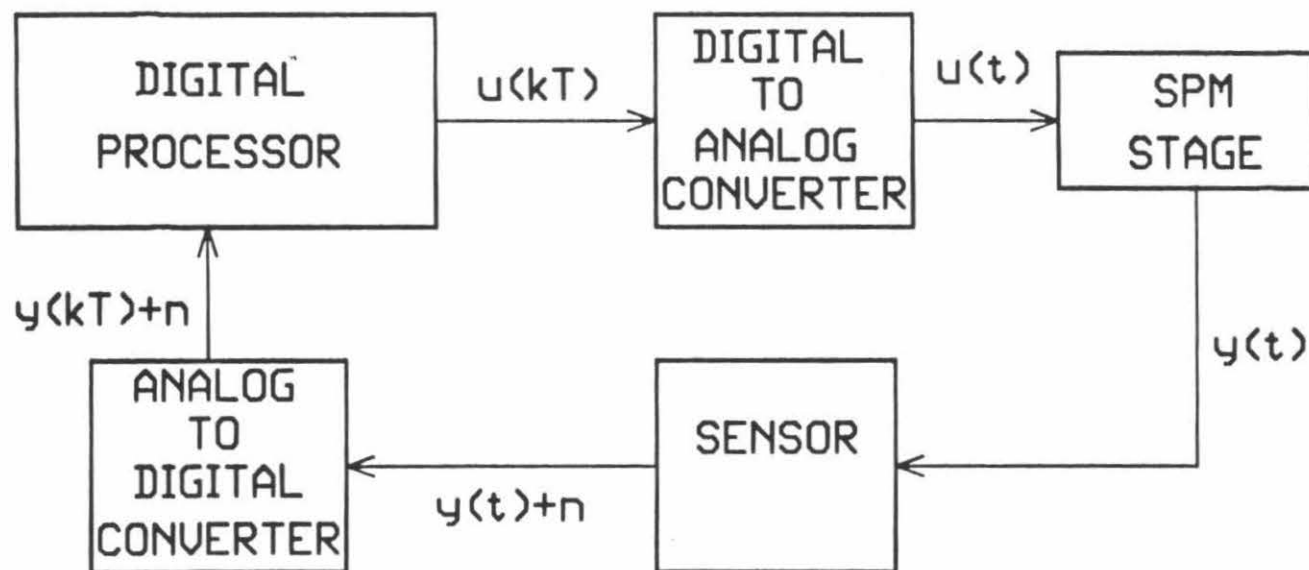 DIGITAL
PROCESSOR
u(kT)
DIGITAL
TO
ANALOG
CONVERTER
u(t)
SPM
STAGE
y(t)
SENSOR
y(t)+n
ANALOG
TO
DIGITAL
CONVERTER
y(kT)+n